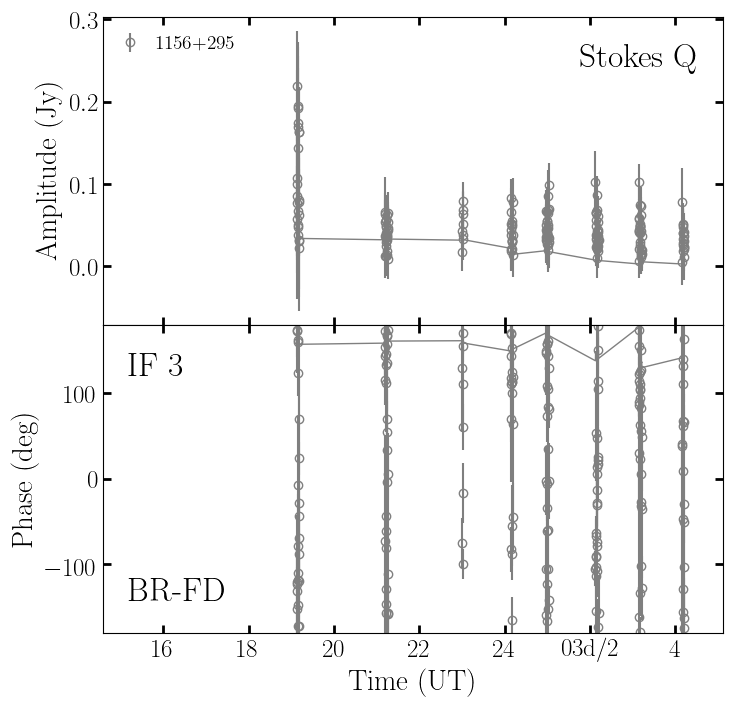 0.3
1156+295
Stokes Q
0.2
0.1
0.0
Amplitude (Jy)
IF 3
100
0
−100
Phase (deg)
BR-FD
16 18 20 22 24 03d/2 4
Time (UT)